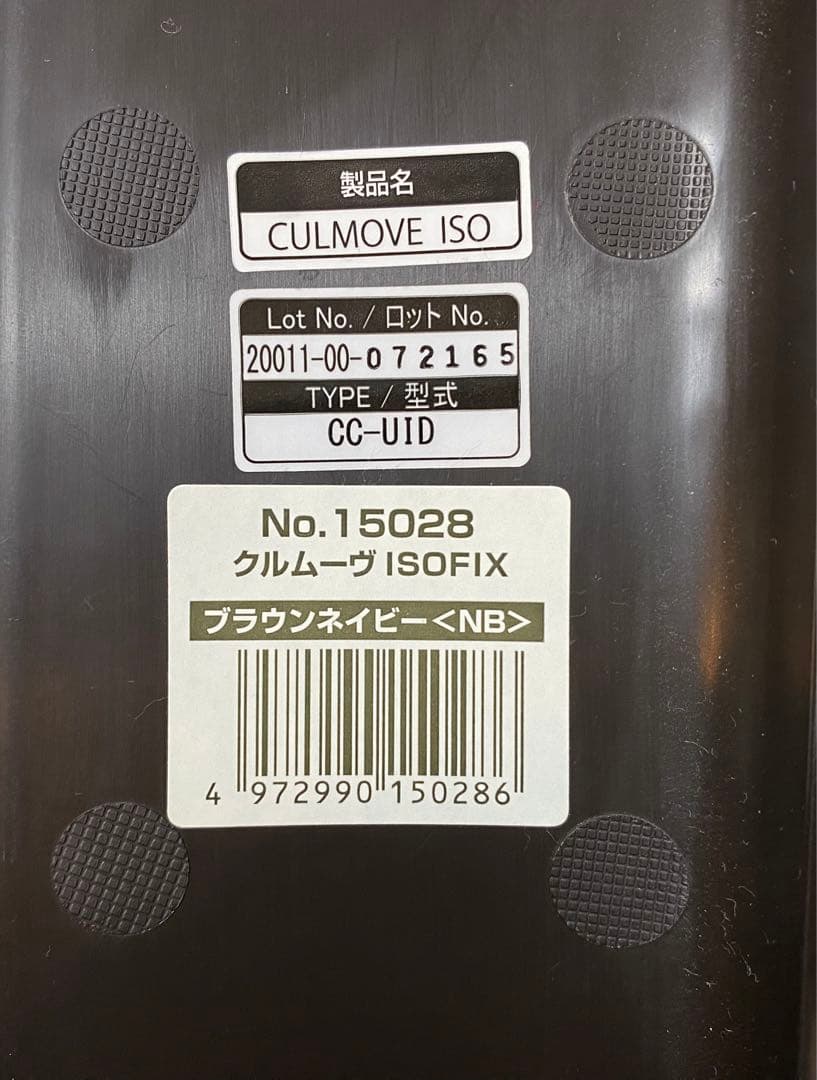 製品名
CULMOVE ISO
Lot No. / ロット No.
20011-00-072165
TYPE / 型式
CC-UID
No.15028
クルムーヴ ISOFIX
ブラウンネイビー<NB>
4 972990 150286